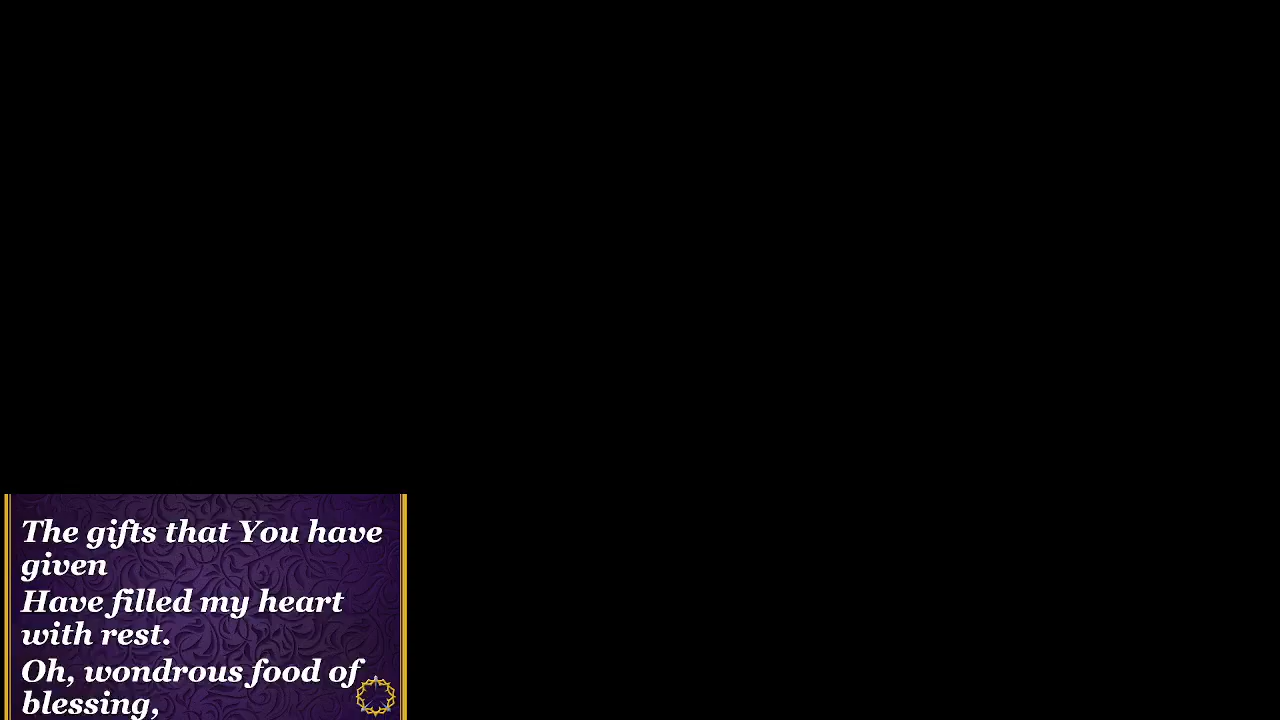 The gifts that You have
given
Have filled my heart
with rest.
Oh, wondrous food of
blessing,